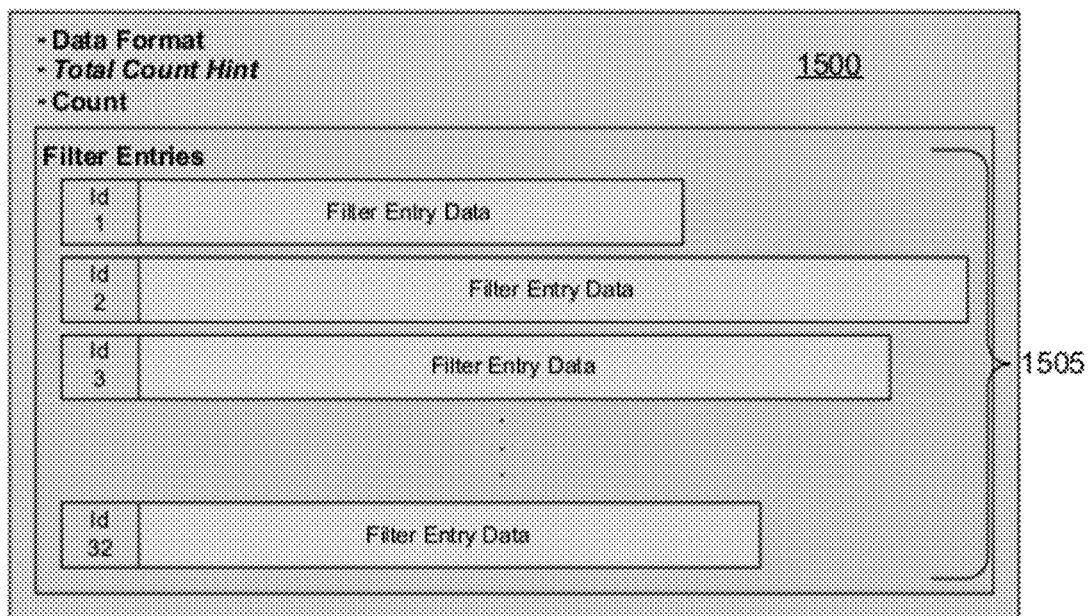 - Data Format
- Total Count Hint
1500
- Count
Filter Entries
Id
1
Filter Entry Data
Id
2
Filter Entry Data
Id
3
Filter Entry Data
.
.
.
Id
32
Filter Entry Data
1505